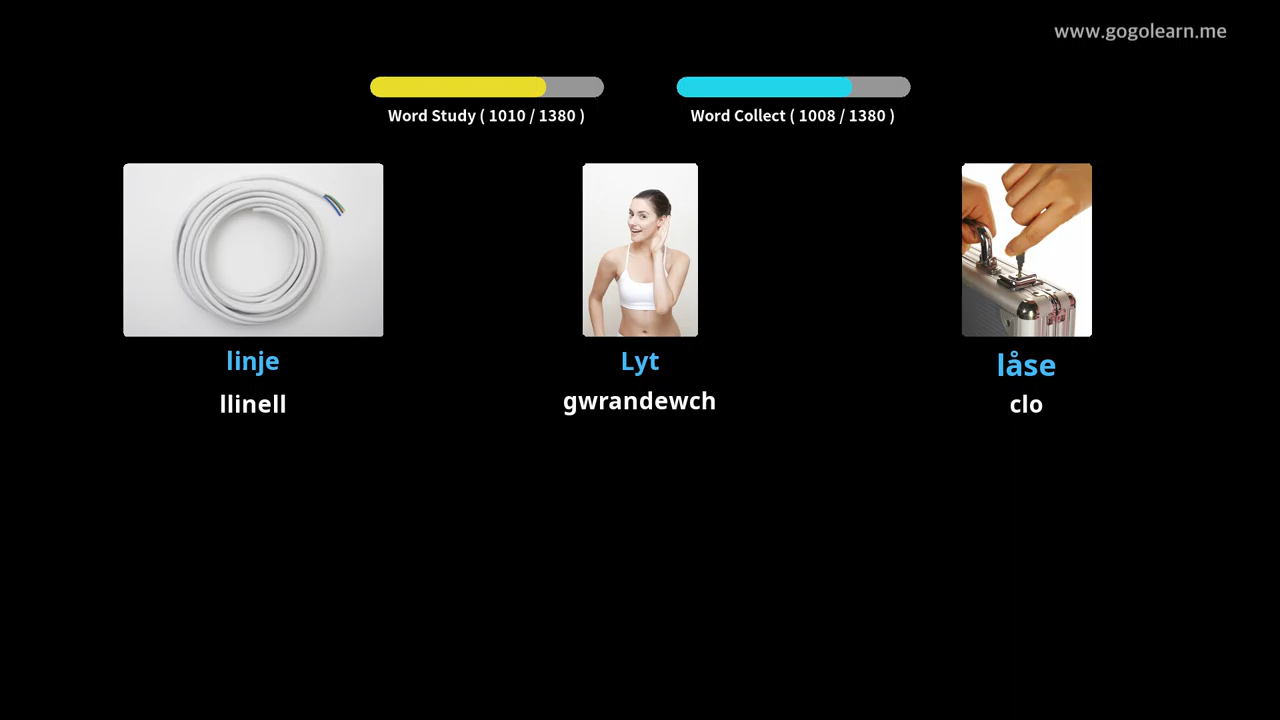 www.gogolearn.me
Word Study ( 1010 / 1380 )
Word Collect ( 1008 / 1380 )
linje
Lyt
låse
llinell
gwrandewch
clo